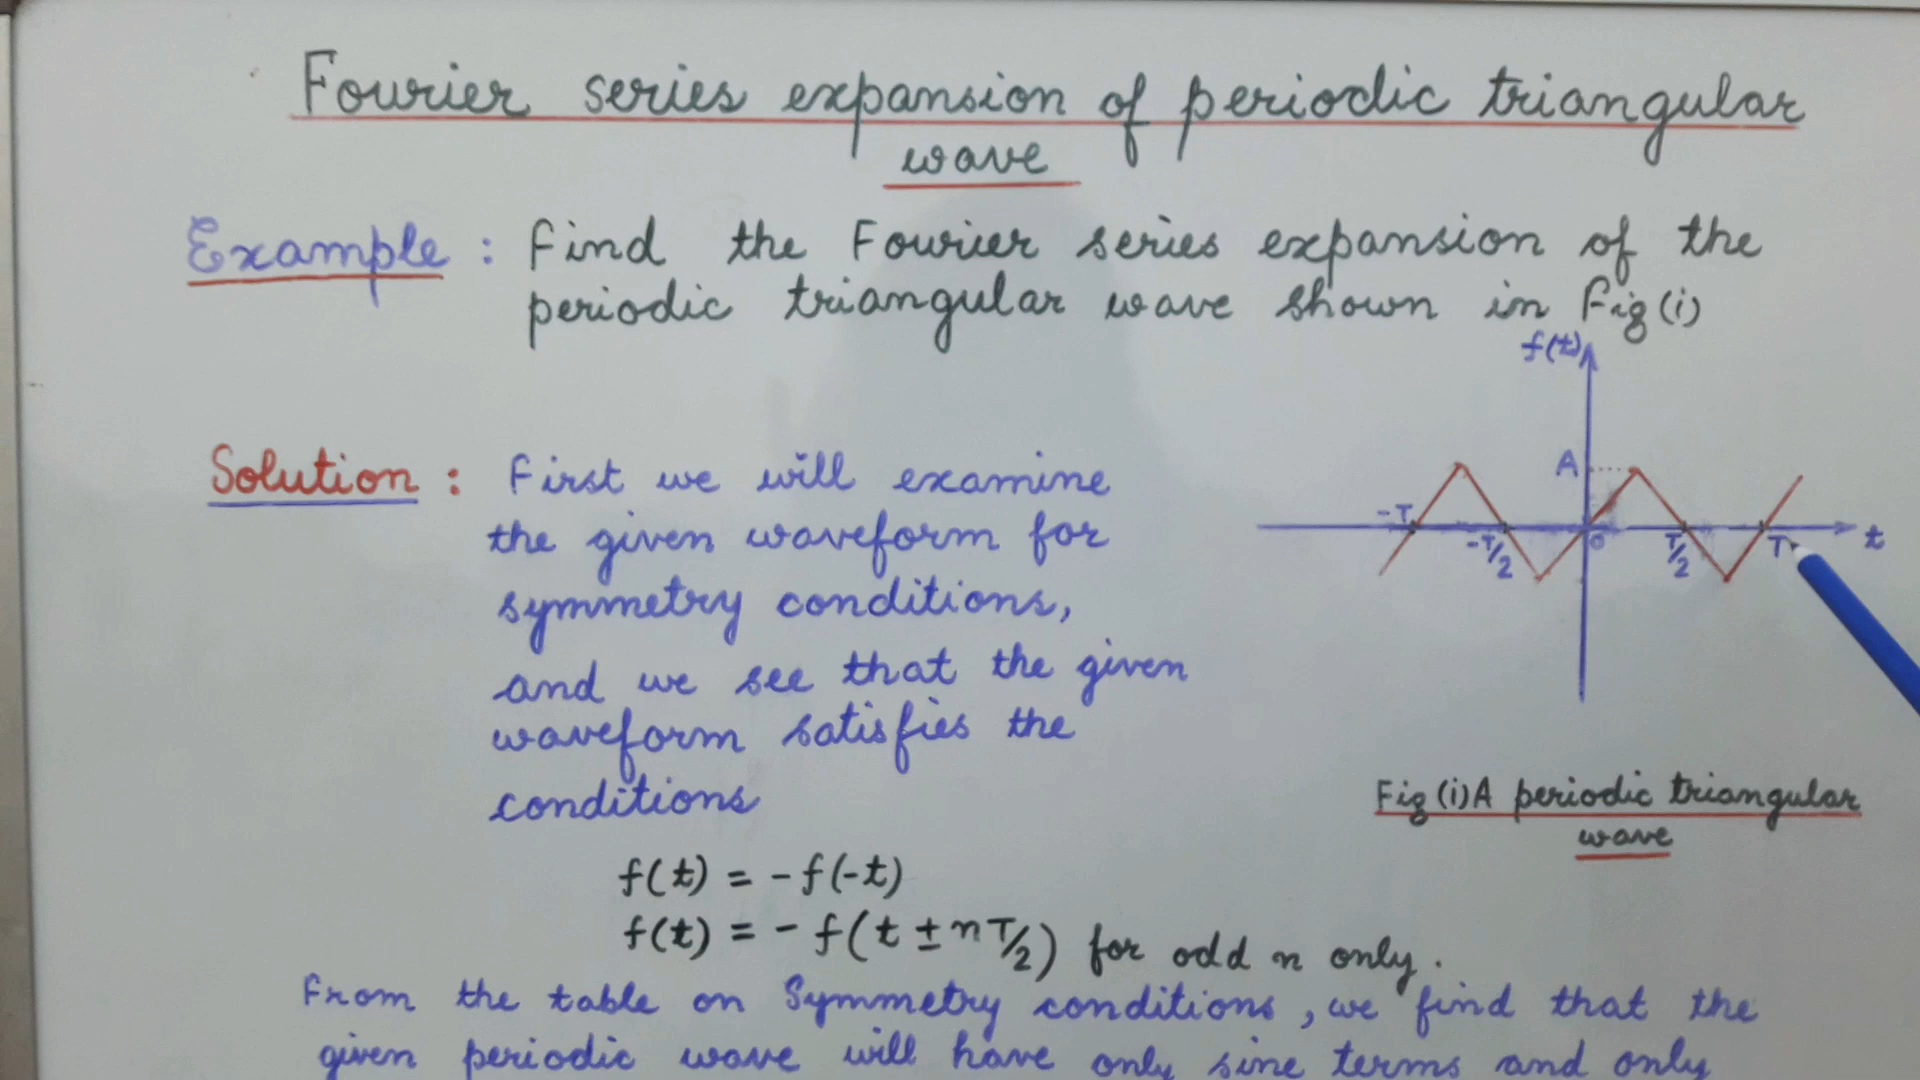 Fourier series expansion of periodic triangular
wave
Example : Find the Fourier series expansion of the
periodic triangular wave shown in Fig (i)
f(t)
A
-T
-T/2
0
T/2
T
t
Solution : First we will examine
the given waveform for
symmetry conditions,
and we see that the given
waveform satisfies the
conditions
Fig (i) A periodic triangular
wave
f(t) = -f(-t)
f(t) = - f(t ± nT/2) for odd n only.
From the table on Symmetry conditions, we find that the
given periodic wave will have only sine terms and only